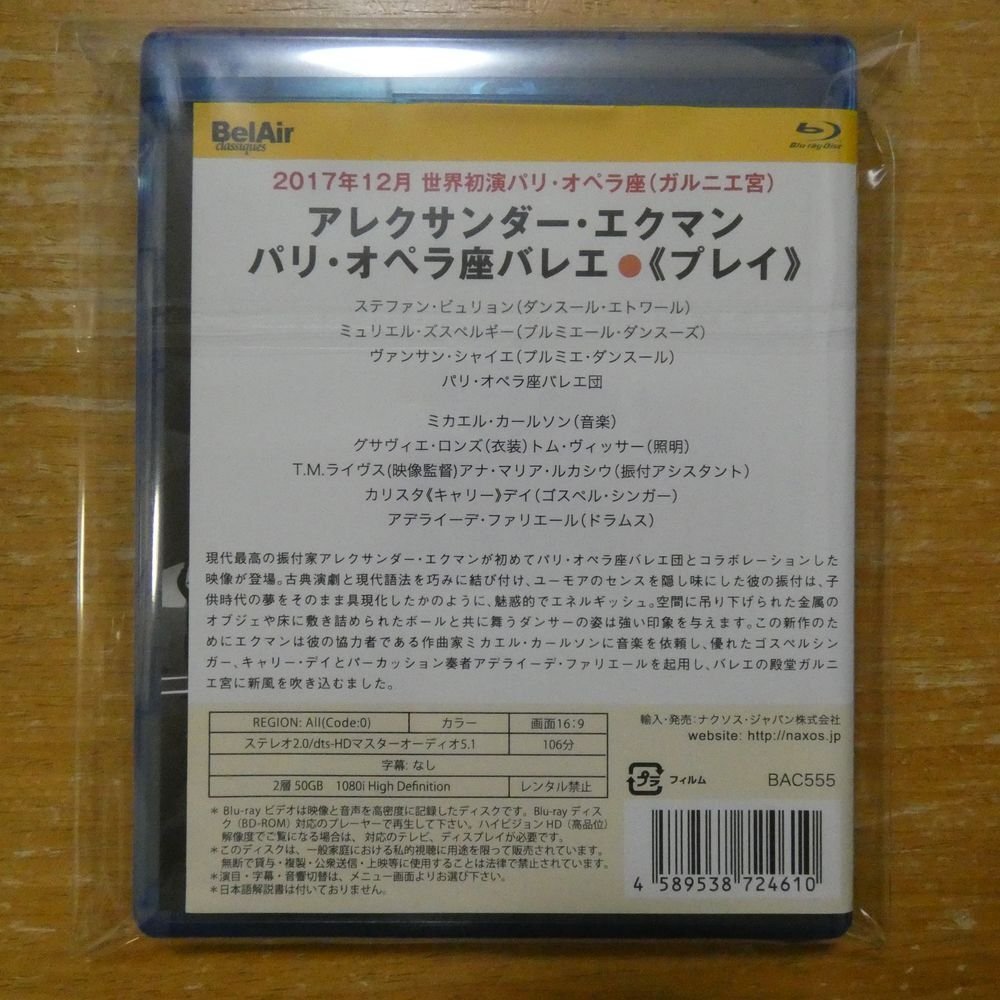 BelAir
classiques
Blu-ray Disc
2017年12月 世界初演パリ・オペラ座(ガルニエ宮)
アレクサンダー・エクマン
パリ・オペラ座バレエ●《プレイ》
ステファン・ビュリョン(ダンスール・エトワール)
ミュリエル・ズスペルギー(プルミエール・ダンスーズ)
ヴァンサン・シャイエ(プルミエ・ダンスール)
パリ・オペラ座バレエ団
ミカエル・カールソン(音楽)
グサヴィエ・ロンズ(衣装)トム・ヴィッサー(照明)
T.M.ライヴス(映像監督)アナ・マリア・ルカシウ(振付アシスタント)
カリスタ《キャリー》デイ(ゴスペル・シンガー)
アデライーデ・ファリエール(ドラムス)
現代最高の振付家アレクサンダー・エクマンが初めてパリ・オペラ座バレエ団とコラボレーションした
映像が登場。古典演劇と現代語法を巧みに結び付け、ユーモアのセンスを隠し味にした彼の振付は、子
供時代の夢をそのまま具現化したかのように、魅惑的でエネルギッシュ。空間に吊り下げられた金属の
オブジェや床に敷き詰められたボールと共に舞うダンサーの姿は強い印象を与えます。この新作のた
めにエクマンは彼の協力者である作曲家ミカエル・カールソンに音楽を依頼し、優れたゴスペルシン
ガー、キャリー・デイとパーカッション奏者アデライーデ・ファリエールを起用し、バレエの殿堂ガルニ
エ宮に新風を吹き込むました。
REGION: All(Code:0) カラー 画面16:9
ステレオ2.0/dts-HDマスターオーディオ5.1 106分
字幕: なし
2層 50GB 1080i High Definition レンタル禁止
輸入・発売: ナクソス・ジャパン株式会社
website: http://naxos.jp
プラ フィルム BAC555
＊ Blu-ray ビデオは映像と音声を高密度に記録したディスクです。Blu-ray ディス
ク (BD-ROM) 対応のプレーヤーで再生して下さい。ハイビジョン HD (高品位)
解像度でご覧になる場合は、対応のテレビ、ディスプレイが必要です。
＊このディスクは、一般家庭における私的視聴に用途を限って販売されています。
無断で貸与・複製・公衆送信・上映等に使用することは法律で禁止されています。
＊演目・字幕・音響切替は、メニュー画面よりお選び下さい。
＊日本語解説書は付いておりません。
4 589538 724610